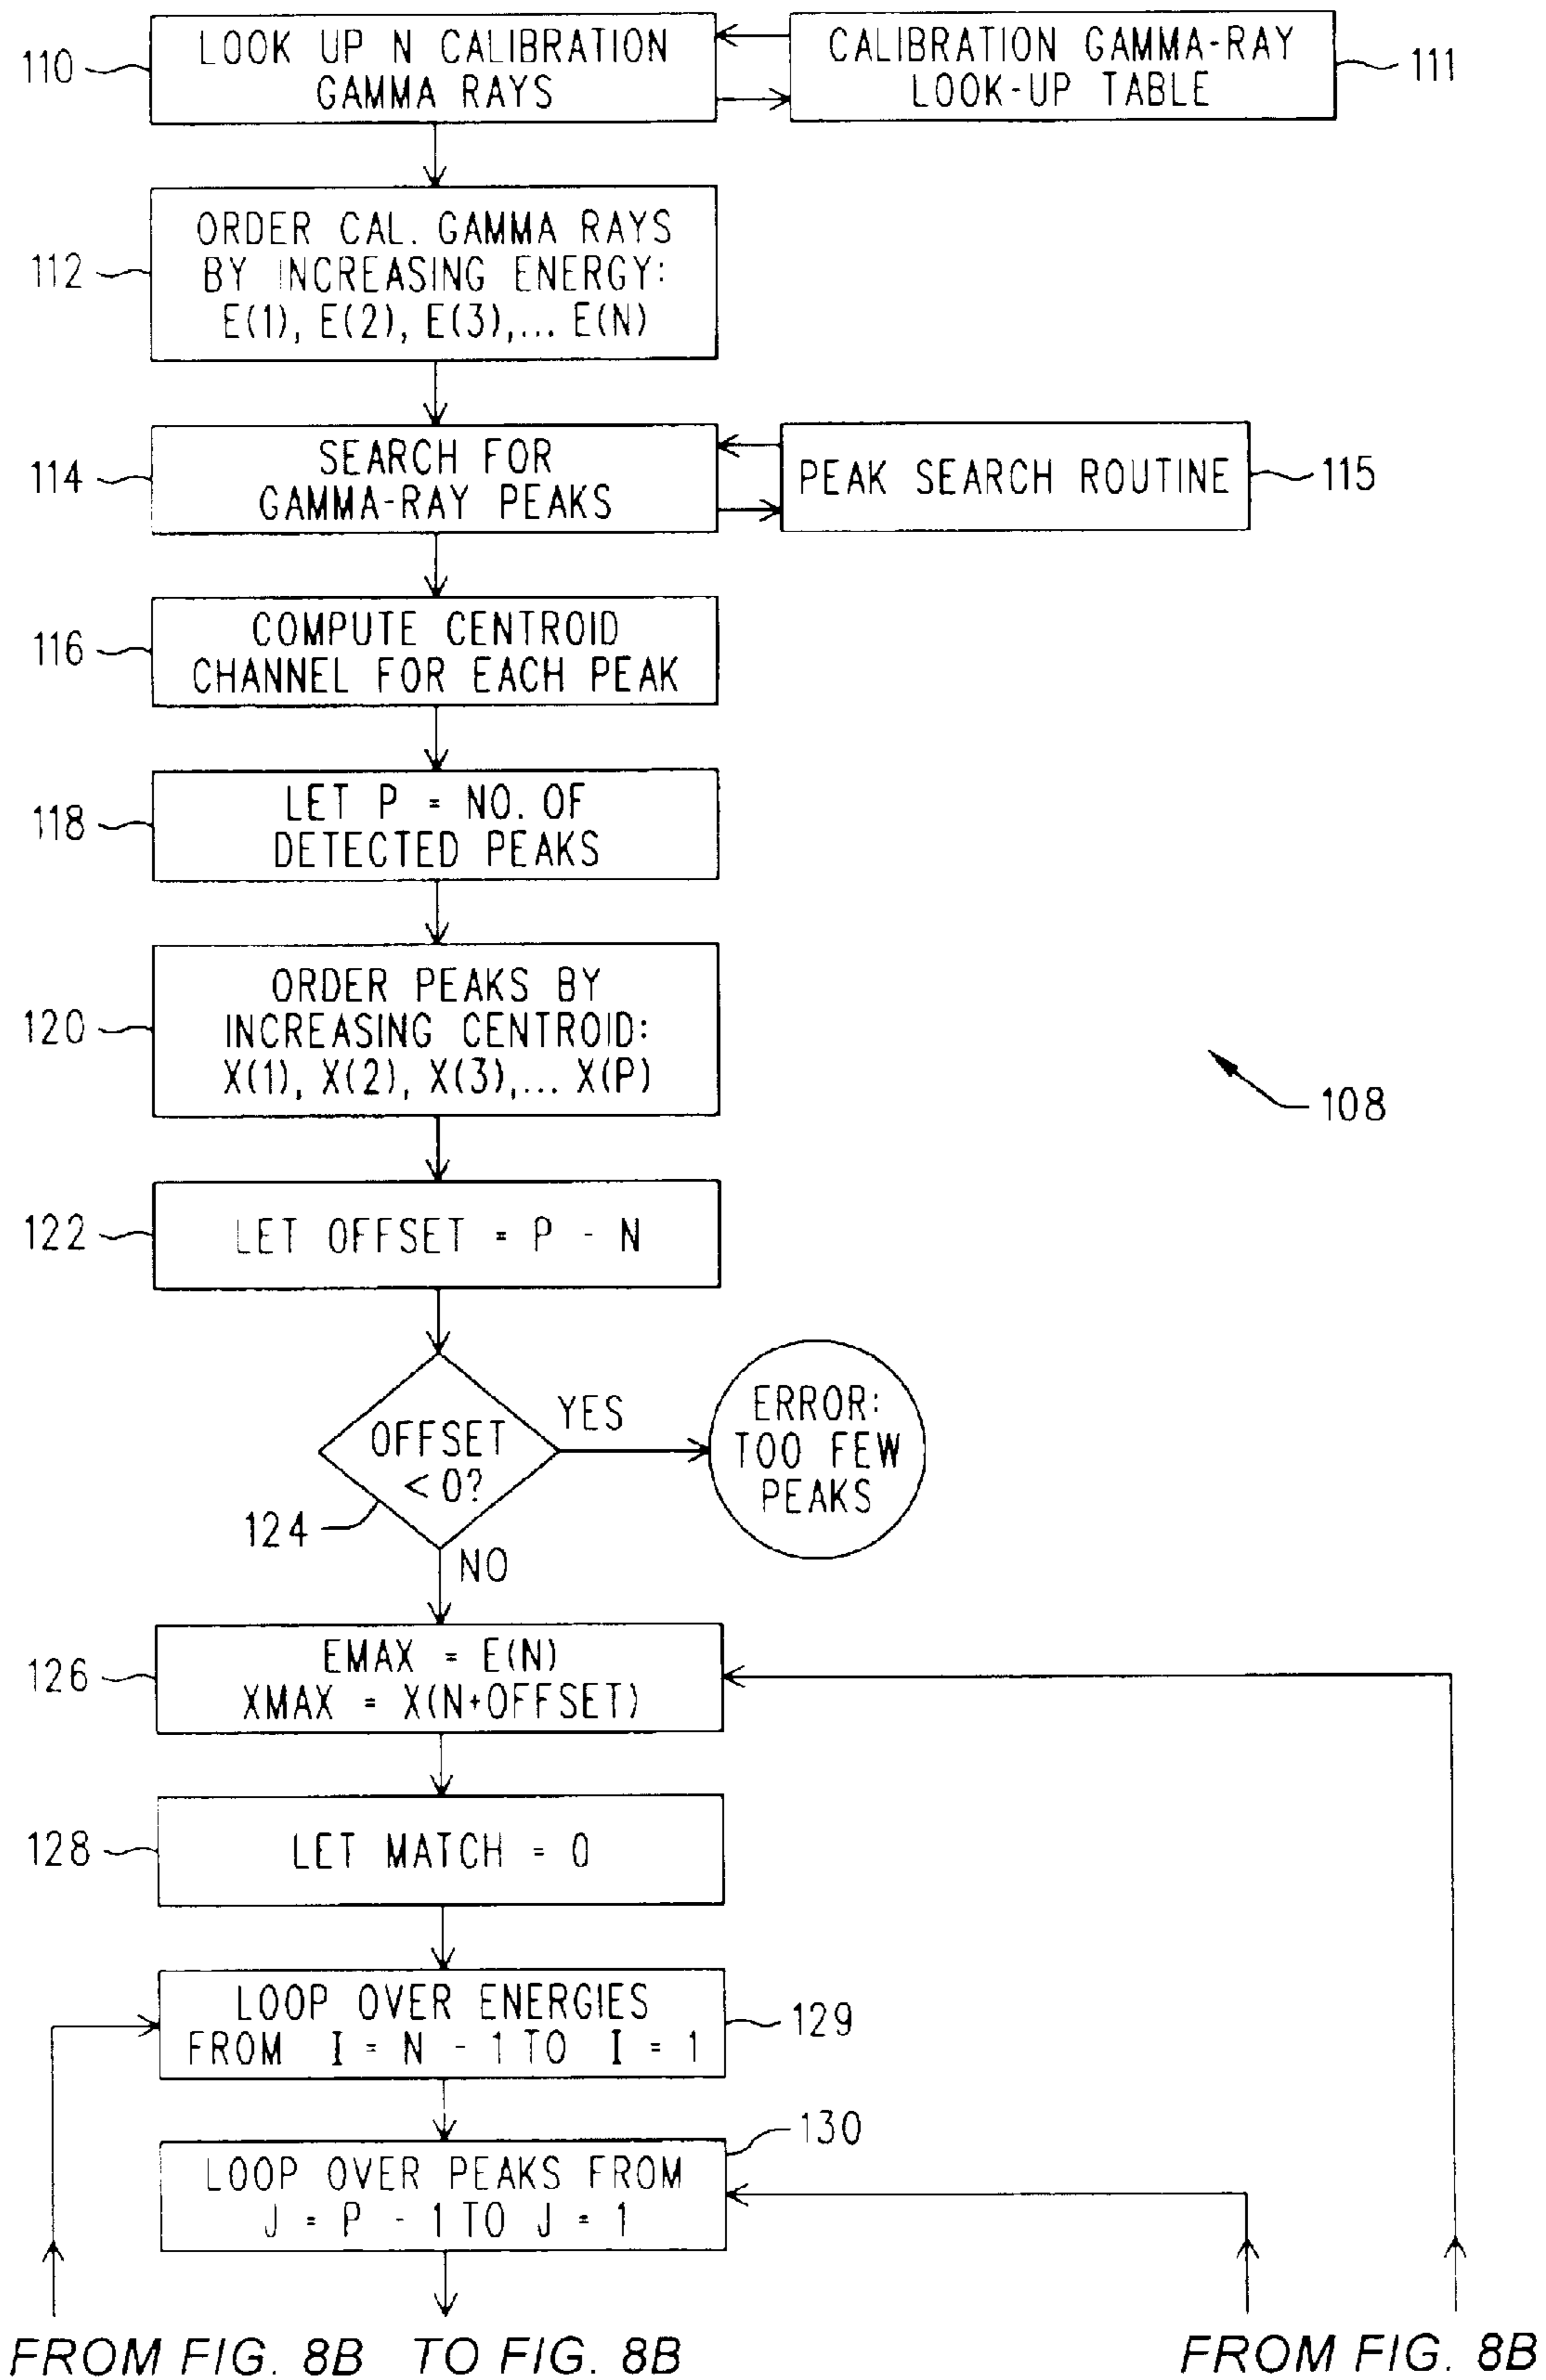 LOOK UP N CALIBRATION
GAMMA RAYS
110
CALIBRATION GAMMA-RAY
LOOK-UP TABLE
111
ORDER CAL. GAMMA RAYS
BY INCREASING ENERGY:
E(1), E(2), E(3),... E(N)
112
SEARCH FOR
GAMMA-RAY PEAKS
114
PEAK SEARCH ROUTINE
115
COMPUTE CENTROID
CHANNEL FOR EACH PEAK
116
LET P = NO. OF
DETECTED PEAKS
118
ORDER PEAKS BY
INCREASING CENTROID:
X(1), X(2), X(3),... X(P)
120
108
LET OFFSET = P - N
122
OFFSET
< 0?
124
YES
ERROR:
TOO FEW
PEAKS
NO
EMAX = E(N)
XMAX = X(N+OFFSET)
126
LET MATCH = 0
128
LOOP OVER ENERGIES
FROM I = N - 1 TO I = 1
129
130
LOOP OVER PEAKS FROM
J = P - 1 TO J = 1
FROM FIG. 8B
TO FIG. 8B
FROM FIG. 8B